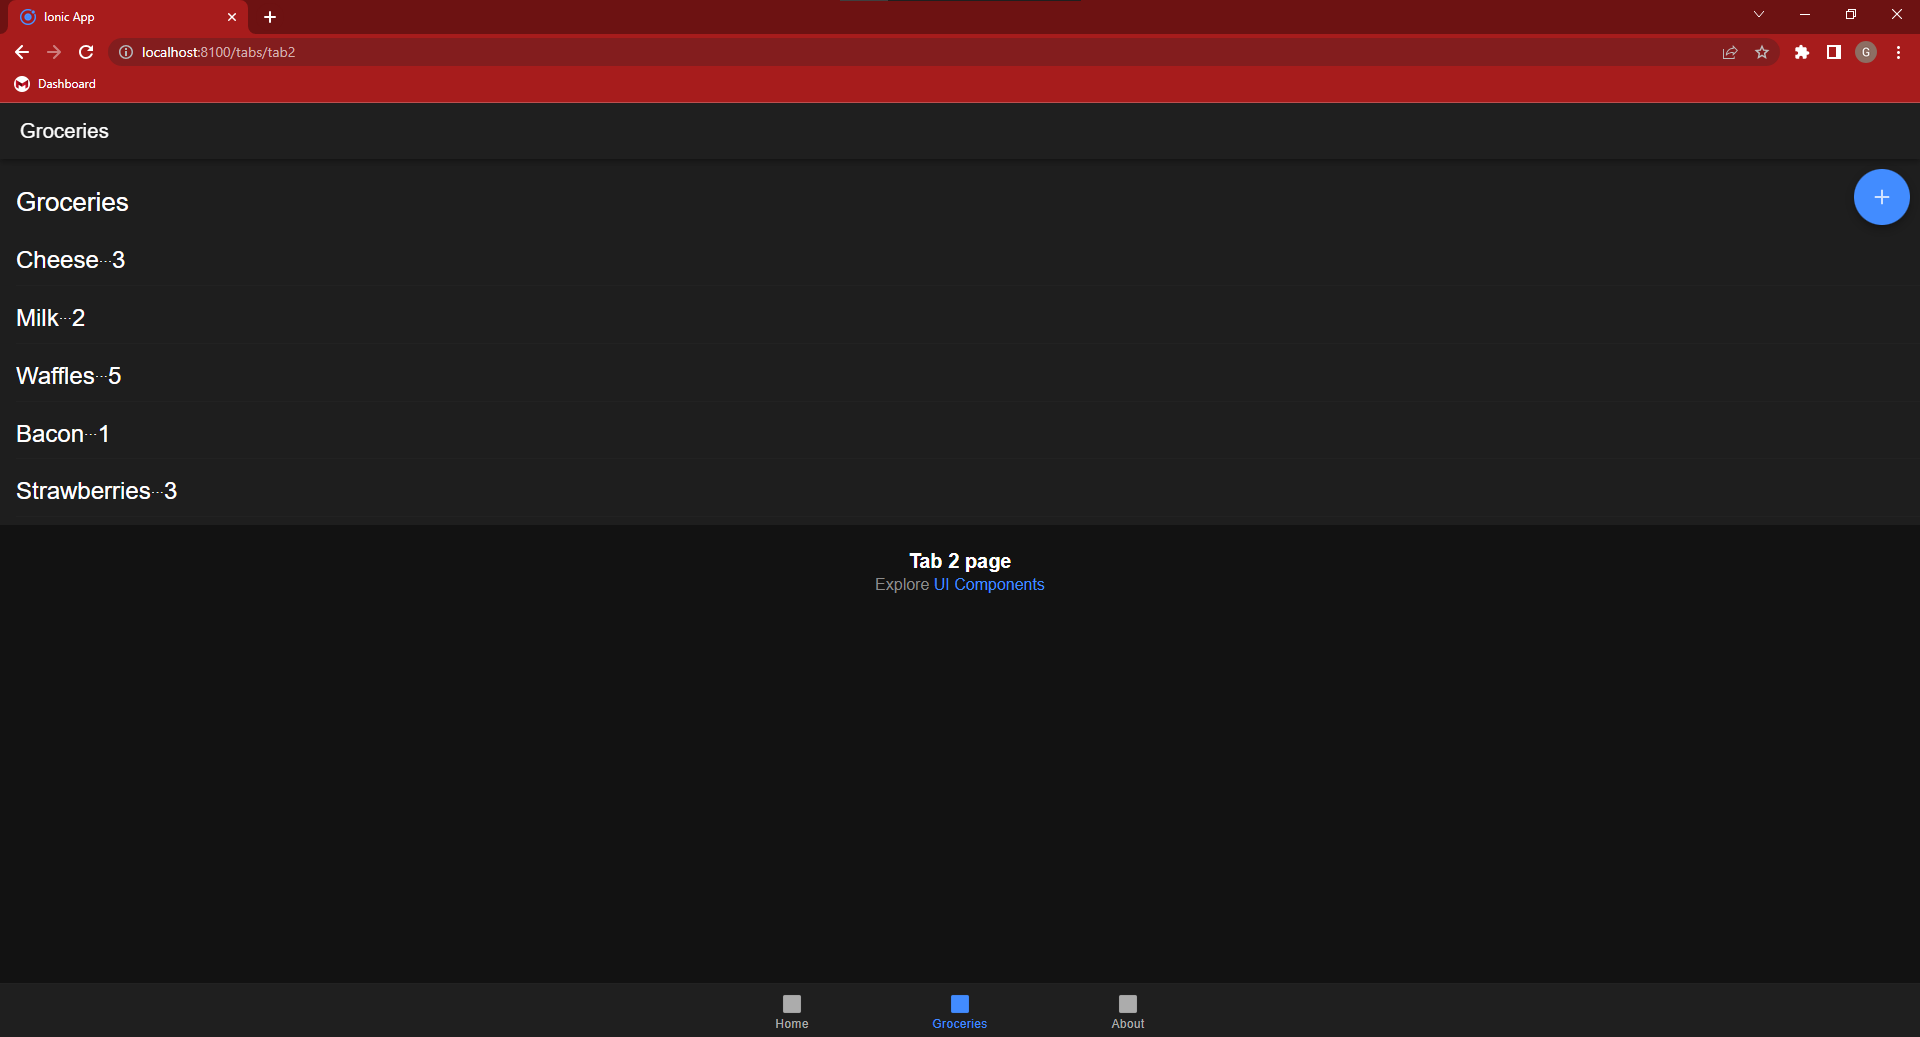 Ionic App
localhost:8100/tabs/tab2
G
Dashboard
Groceries
Groceries
+
Cheese...3
Milk...2
Waffles...5
Bacon...1
Strawberries...3
Tab 2 page
Explore UI Components
Home
Groceries
About